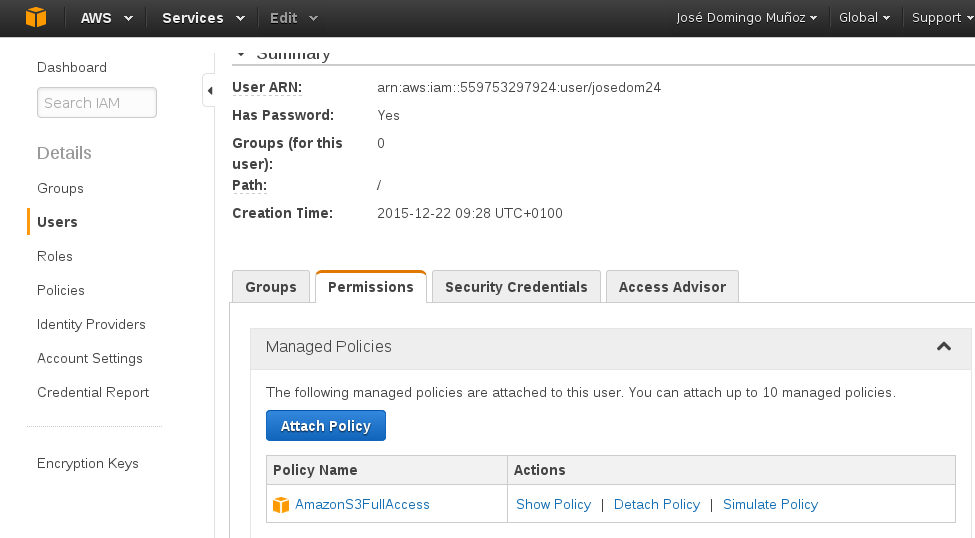 AWS Services Edit José Domingo Muñoz Global Support
Dashboard
Search IAM
Details
Groups
Users
Roles
Policies
Identity Providers
Account Settings
Credential Report
Encryption Keys
Summary
User ARN: arn:aws:iam::559753297924:user/josedom24
Has Password: Yes
Groups (for this 0
user):
Path: /
Creation Time: 2015-12-22 09:28 UTC+0100
Groups Permissions Security Credentials Access Advisor
Managed Policies
The following managed policies are attached to this user. You can attach up to 10 managed policies.
Attach Policy
Policy Name Actions
AmazonS3FullAccess Show Policy | Detach Policy | Simulate Policy